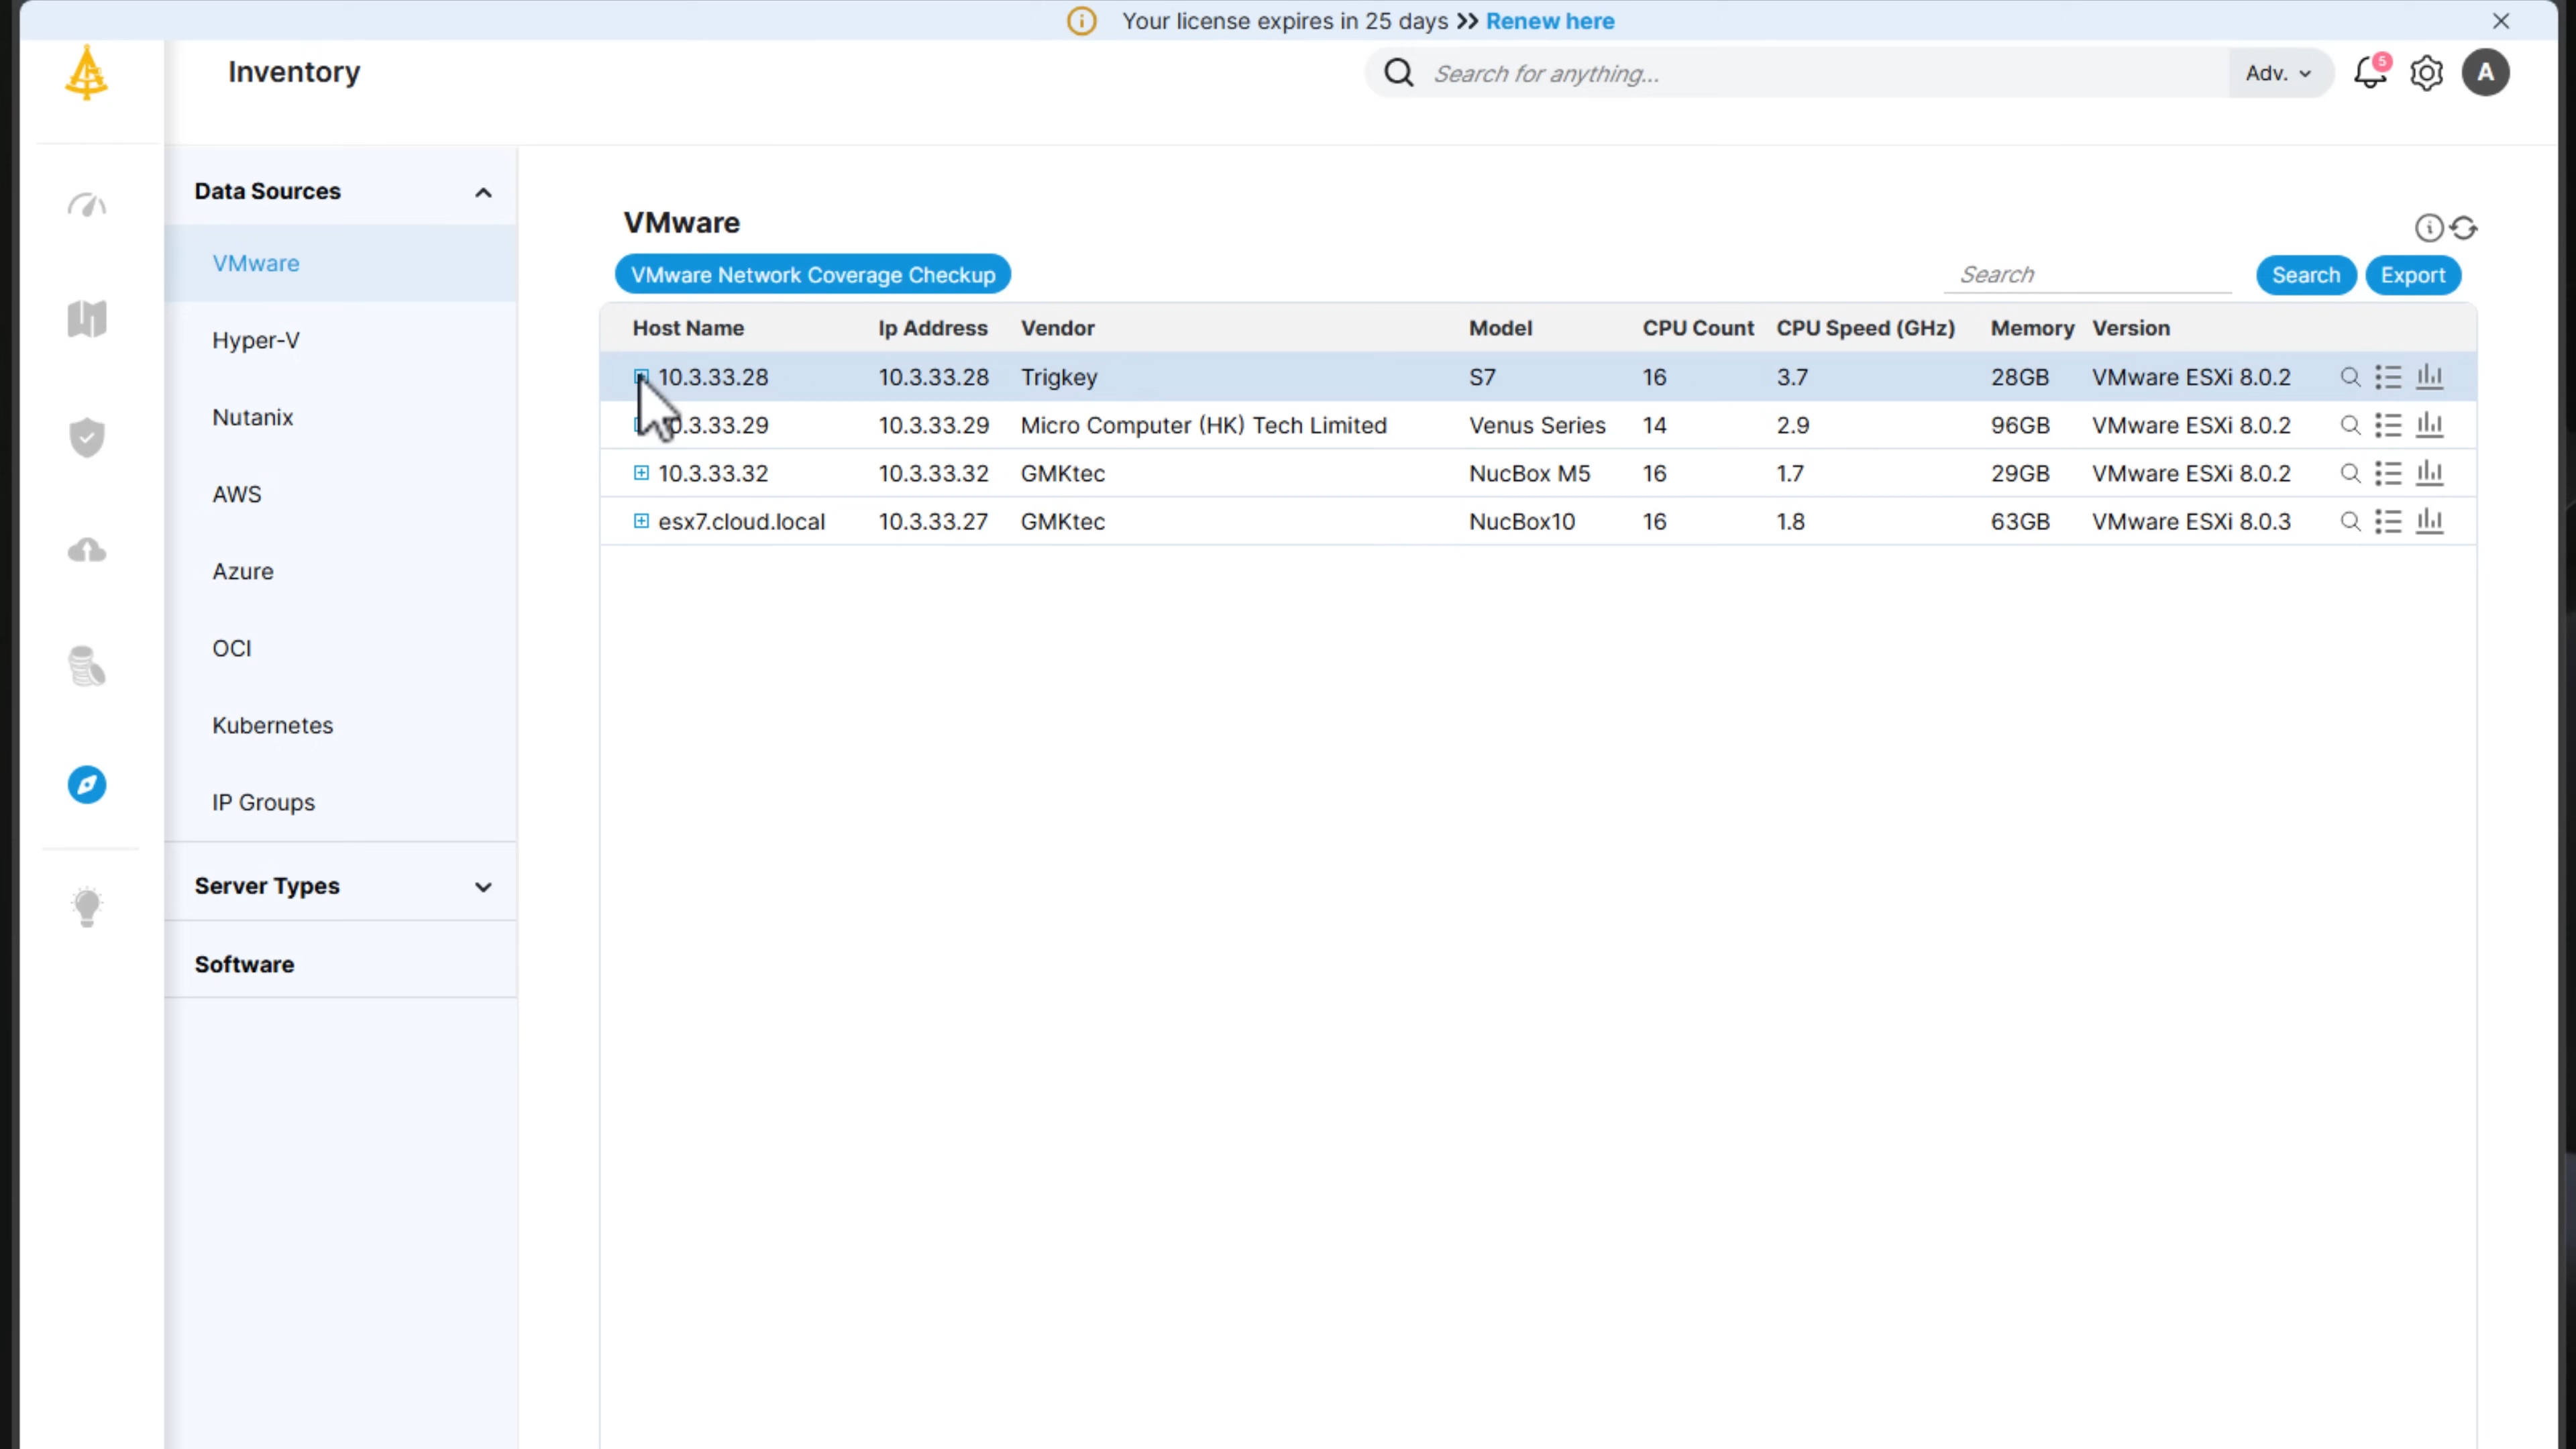 Your license expires in 25 days >> Renew here
Inventory
Search for anything...
Adv.
5
A
Data Sources
VMware
Hyper-V
Nutanix
AWS
Azure
OCI
Kubernetes
IP Groups
Server Types
Software
VMware
VMware Network Coverage Checkup
Search
Search
Export
Host Name Ip Address Vendor Model CPU Count CPU Speed (GHz) Memory Version
10.3.33.28 10.3.33.28 Trigkey S7 16 3.7 28GB VMware ESXi 8.0.2
0.3.33.29 10.3.33.29 Micro Computer (HK) Tech Limited Venus Series 14 2.9 96GB VMware ESXi 8.0.2
10.3.33.32 10.3.33.32 GMKtec NucBox M5 16 1.7 29GB VMware ESXi 8.0.2
esx7.cloud.local 10.3.33.27 GMKtec NucBox10 16 1.8 63GB VMware ESXi 8.0.3